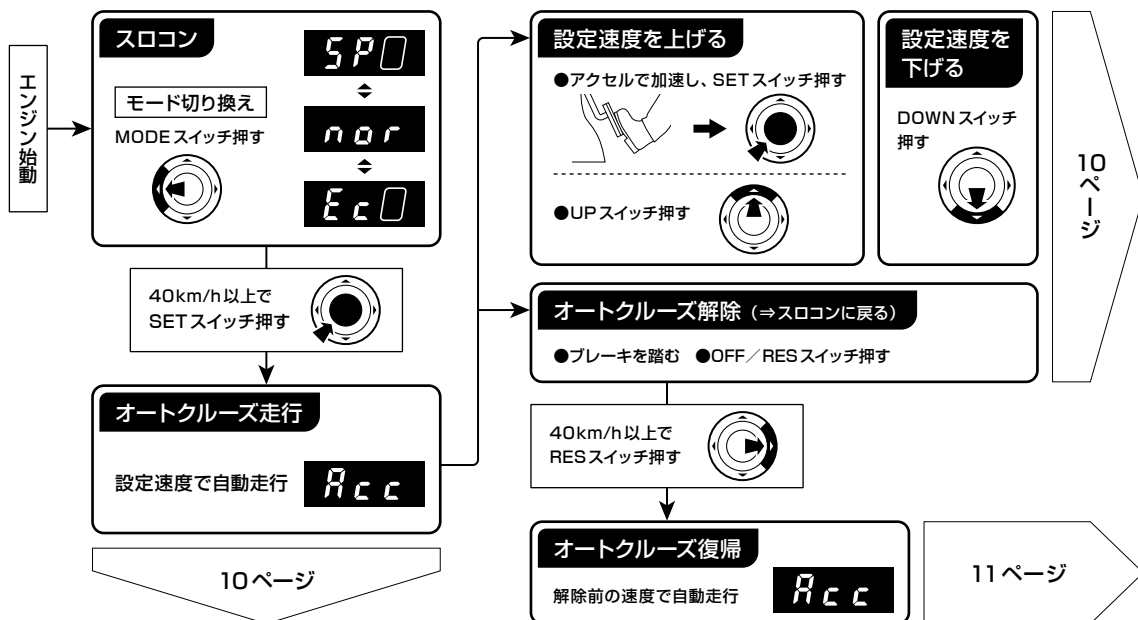 エンジン始動
スロコン
モード切り換え
MODEスイッチ押す
SP0
nor
Ec0
40km/h以上で
SETスイッチ押す
オートクルーズ走行
設定速度で自動走行
Acc
10ページ
設定速度を上げる
●アクセルで加速し、SETスイッチ押す
●UPスイッチ押す
設定速度を
下げる
DOWNスイッチ
押す
オートクルーズ解除（⇒スロコンに戻る）
●ブレーキを踏む ●OFF／RESスイッチ押す
10ページ
40km/h以上で
RESスイッチ押す
オートクルーズ復帰
解除前の速度で自動走行
Acc
11ページ